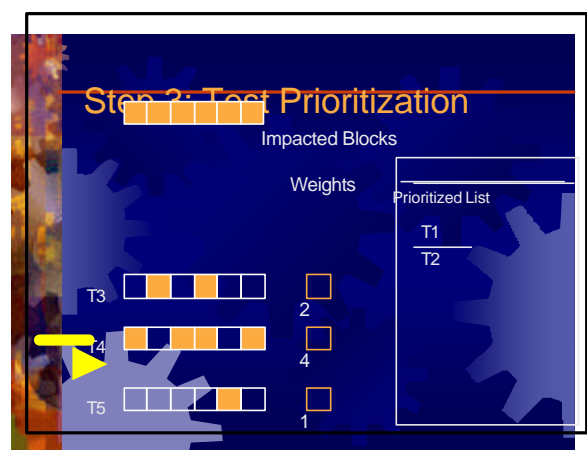 Step 3: Test Prioritization
Impacted Blocks
Weights
Prioritized List
T1
T2
T3
2
T4
4
T5
1